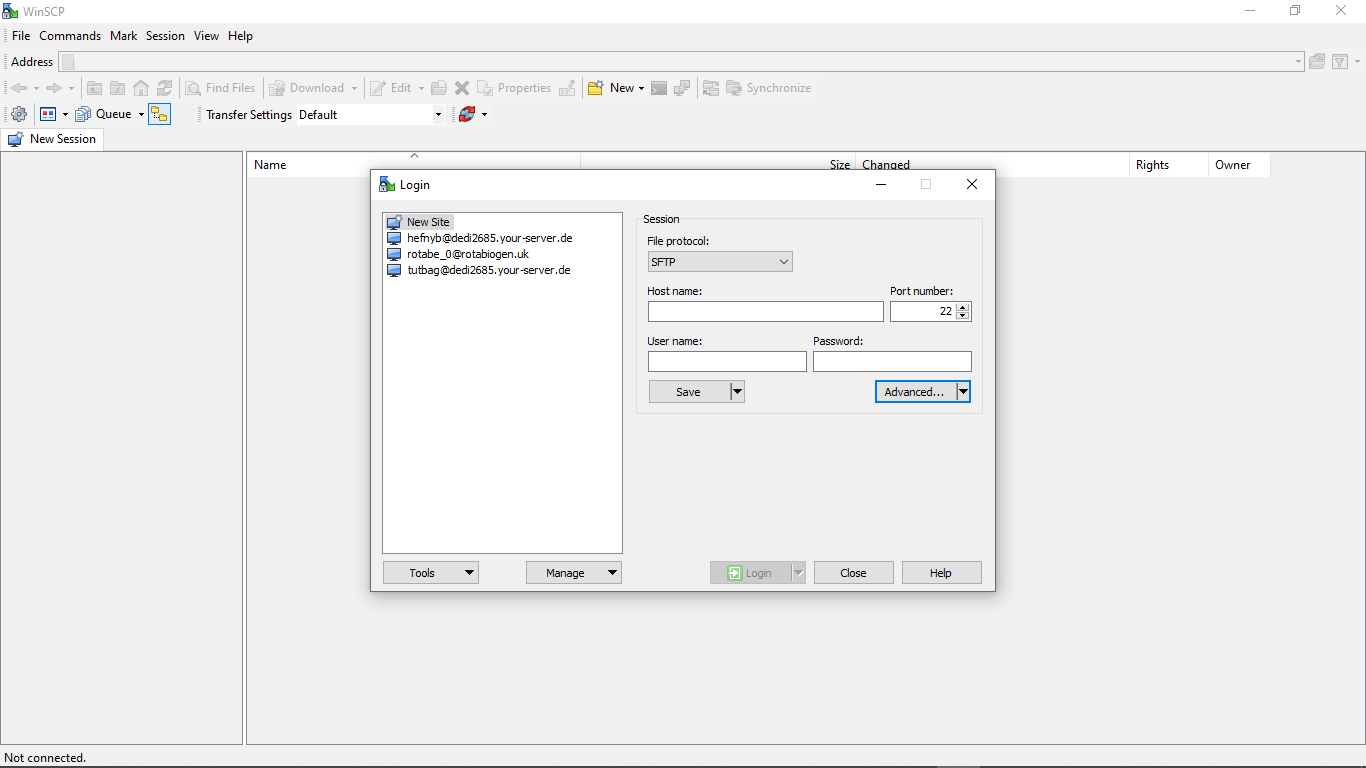 WinSCP
File Commands Mark Session View Help
Address
Find Files Download Edit Properties New Synchronize
Queue Transfer Settings Default
New Session
Name Size Changed Rights Owner
Login
New Site
hefnyb@dedi2685.your-server.de
rotabe_0@rotabiogen.uk
tutbag@dedi2685.your-server.de
Session
File protocol:
SFTP
Host name: Port number:
22
User name: Password:
Save Advanced...
Tools Manage Login Close Help
Not connected.